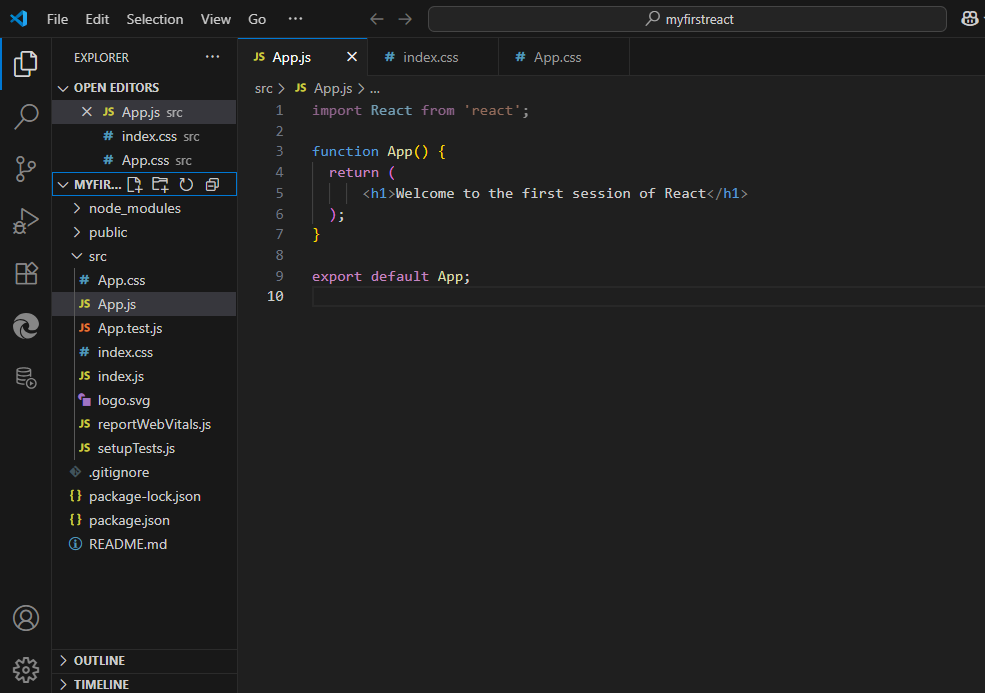 File Edit Selection View Go ···
myfirstreact
EXPLORER ···
OPEN EDITORS
JS App.js src
# index.css src
# App.css src
MYFIR...
node_modules
public
src
# App.css
JS App.js
JS App.test.js
# index.css
JS index.js
logo.svg
JS reportWebVitals.js
JS setupTests.js
.gitignore
{} package-lock.json
{} package.json
README.md
OUTLINE
TIMELINE
JS App.js
# index.css
# App.css
src > JS App.js > ...
1 import React from 'react';
2
3 function App() {
4 return (
5 <h1>Welcome to the first session of React</h1>
6 );
7 }
8
9 export default App;
10